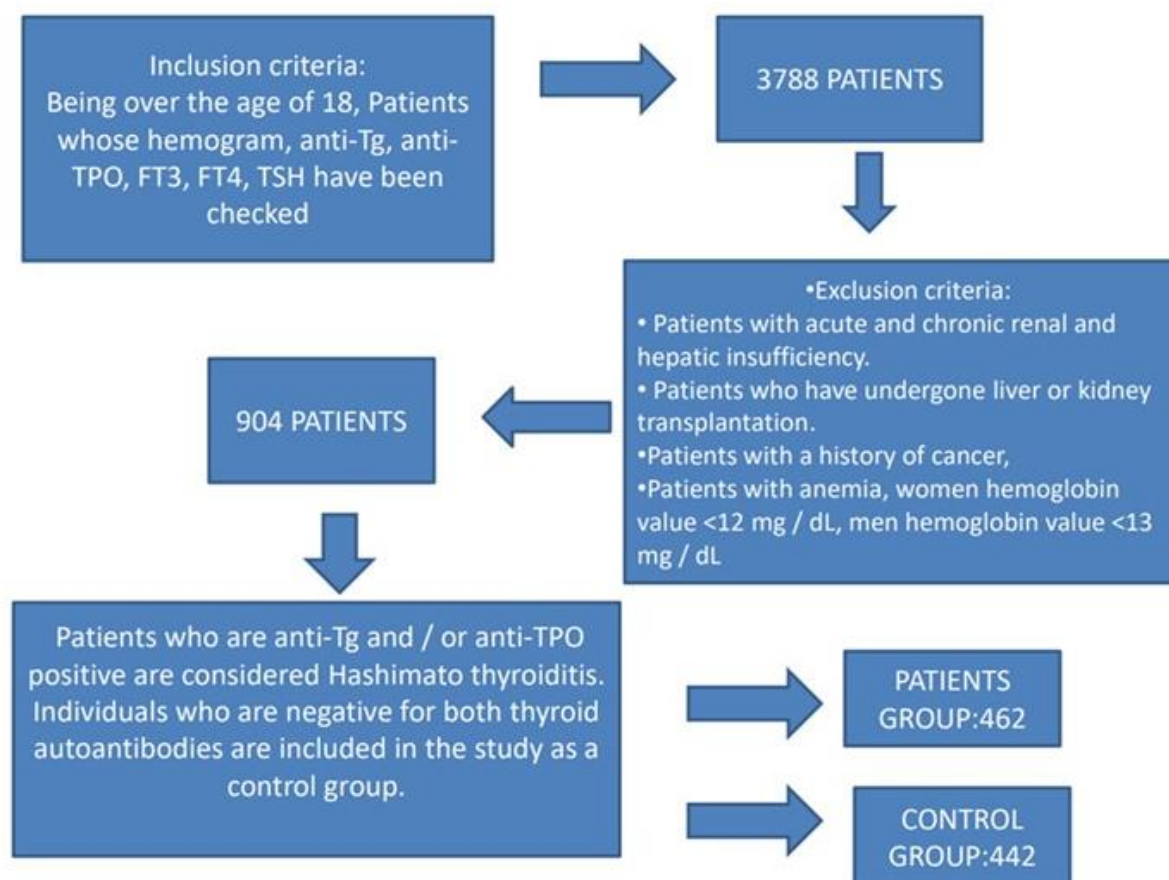 Inclusion criteria:
Being over the age of 18, Patients
whose hemogram, anti-Tg, anti-
TPO, FT3, FT4, TSH have been
checked
3788 PATIENTS
•Exclusion criteria:
• Patients with acute and chronic renal and
hepatic insufficiency.
• Patients who have undergone liver or kidney
transplantation.
•Patients with a history of cancer,
•Patients with anemia, women hemoglobin
value <12 mg / dL, men hemoglobin value <13
mg / dL
904 PATIENTS
Patients who are anti-Tg and / or anti-TPO
positive are considered Hashimato thyroiditis.
Individuals who are negative for both thyroid
autoantibodies are included in the study as a
control group.
PATIENTS
GROUP:462
CONTROL
GROUP:442